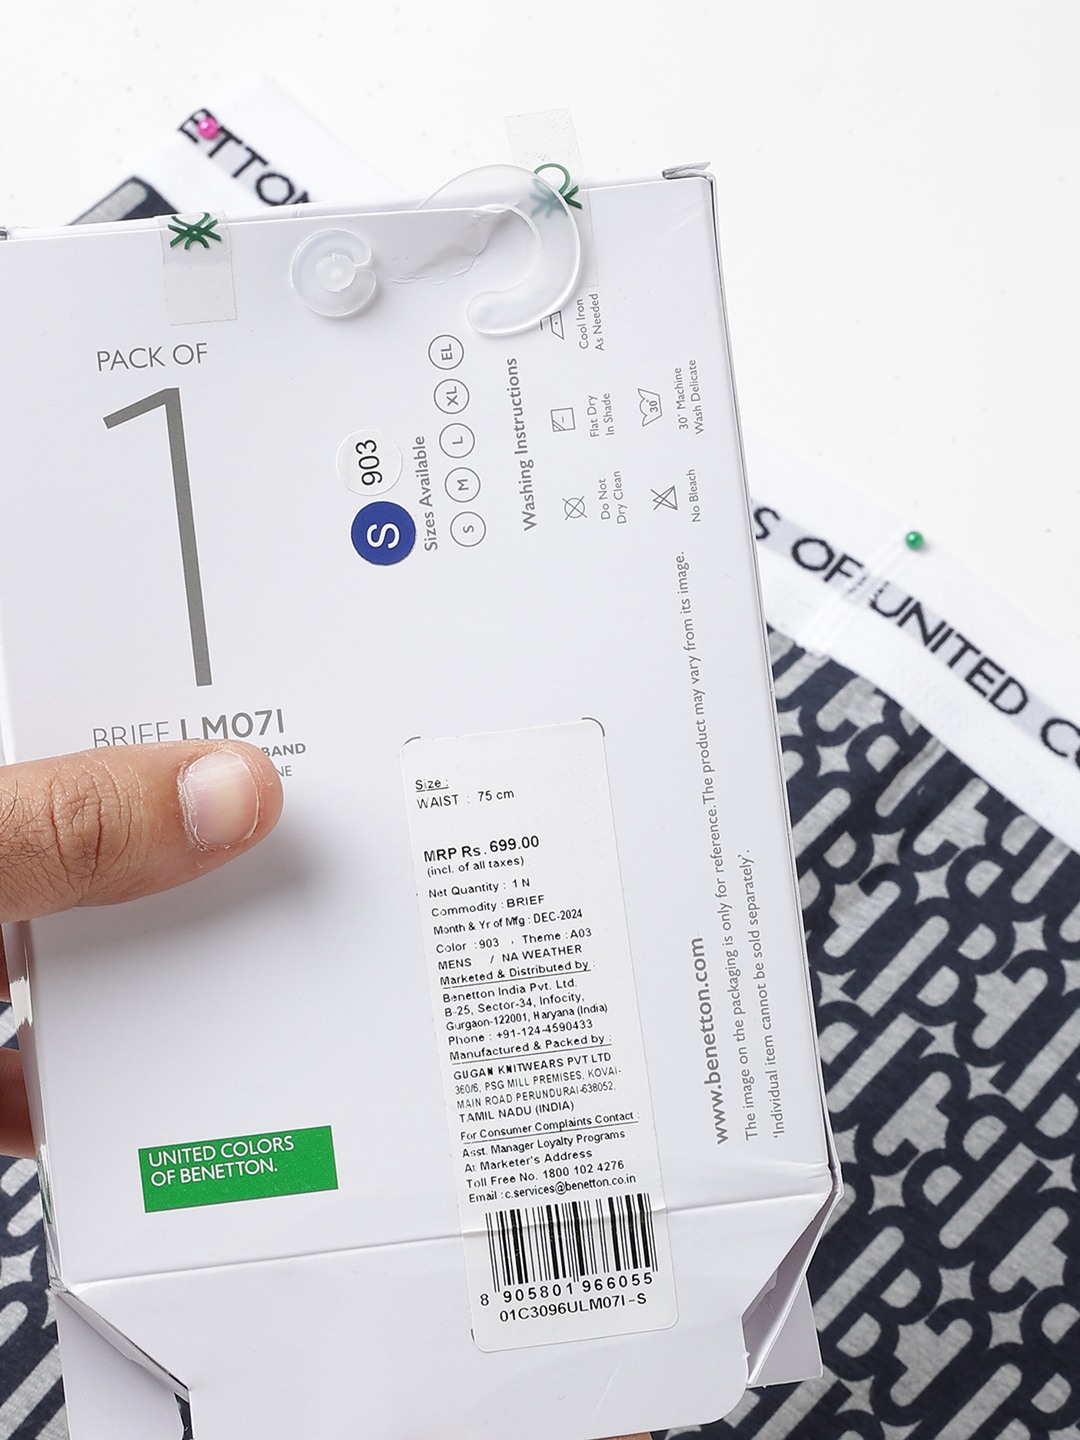 ETTON
PACK OF
1
BRIEF LM07I
BAND
NE
903
S
Sizes Available
S M L XL EL
Washing Instructions
Do Not
Dry Clean
Flat Dry
In Shade
Cool Iron
As Needed
No Bleach
30
30° Machine
Wash Delicate
S OF UNITED CO
Size :
WAIST : 75 cm
MRP Rs.699.00
(incl. of all taxes)
Net Quantity : 1 N
Commodity : BRIEF
Month & Yr of Mfg : DEC-2024
Color :903 , Theme :A03
MENS / NA WEATHER
Marketed & Distributed by :
Benetton India Pvt. Ltd.
B-25, Sector-34, Infocity,
Gurgaon-122001, Haryana (India)
Phone : +91-124-4590433
Manufactured & Packed by :
GUGAN KNITWEARS PVT LTD
360/6, PSG MILL PREMISES, KOVAI-
MAIN ROAD PERUNDURAI-638052.
TAMIL NADU (INDIA)
For Consumer Complaints Contact :
Asst. Manager Loyalty Programs
At Marketer's Address
Toll Free No. 1800 102 4276
Email :c.services@benetton.co.in
8 905801 966055
01C3096ULM07I-S
www.benetton.com
The image on the packaging is only for reference.The product may vary from its image.
'Individual item cannot be sold separately'.
UNITED COLORS
OF BENETTON.